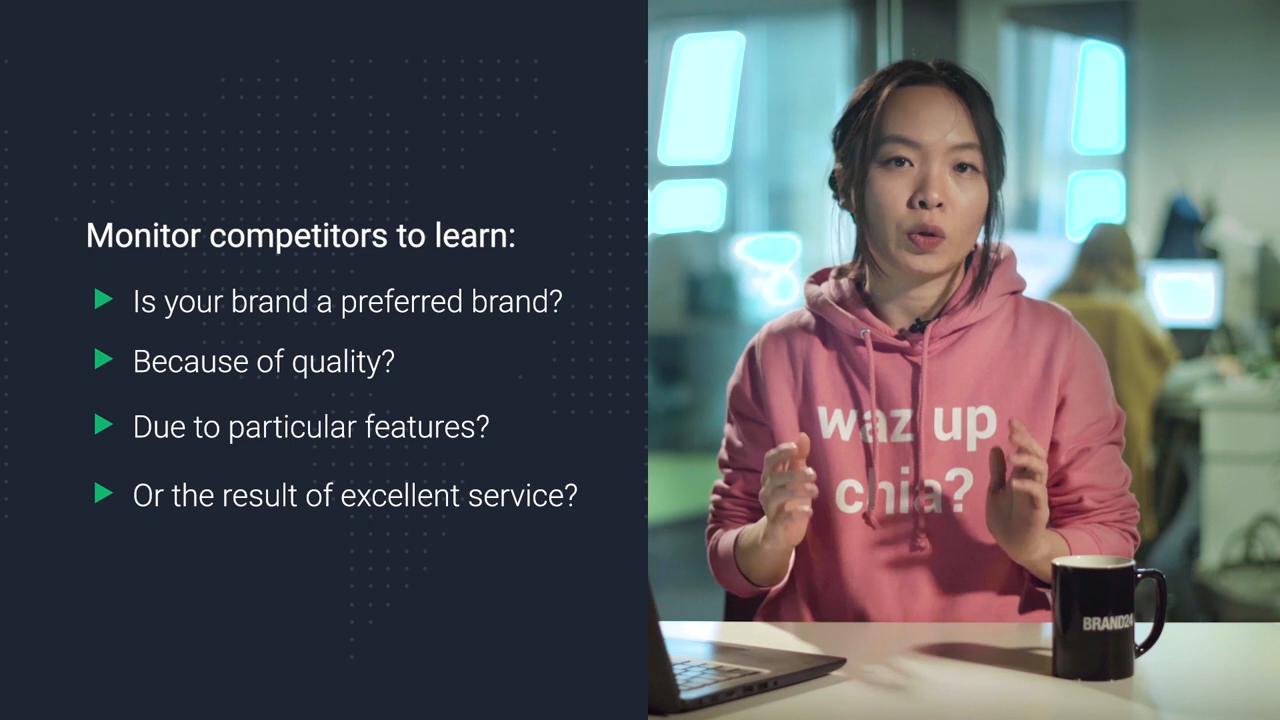 Monitor competitors to learn:
Is your brand a preferred brand?
Because of quality?
Due to particular features?
Or the result of excellent service?
waz up
chia?
BRAND24